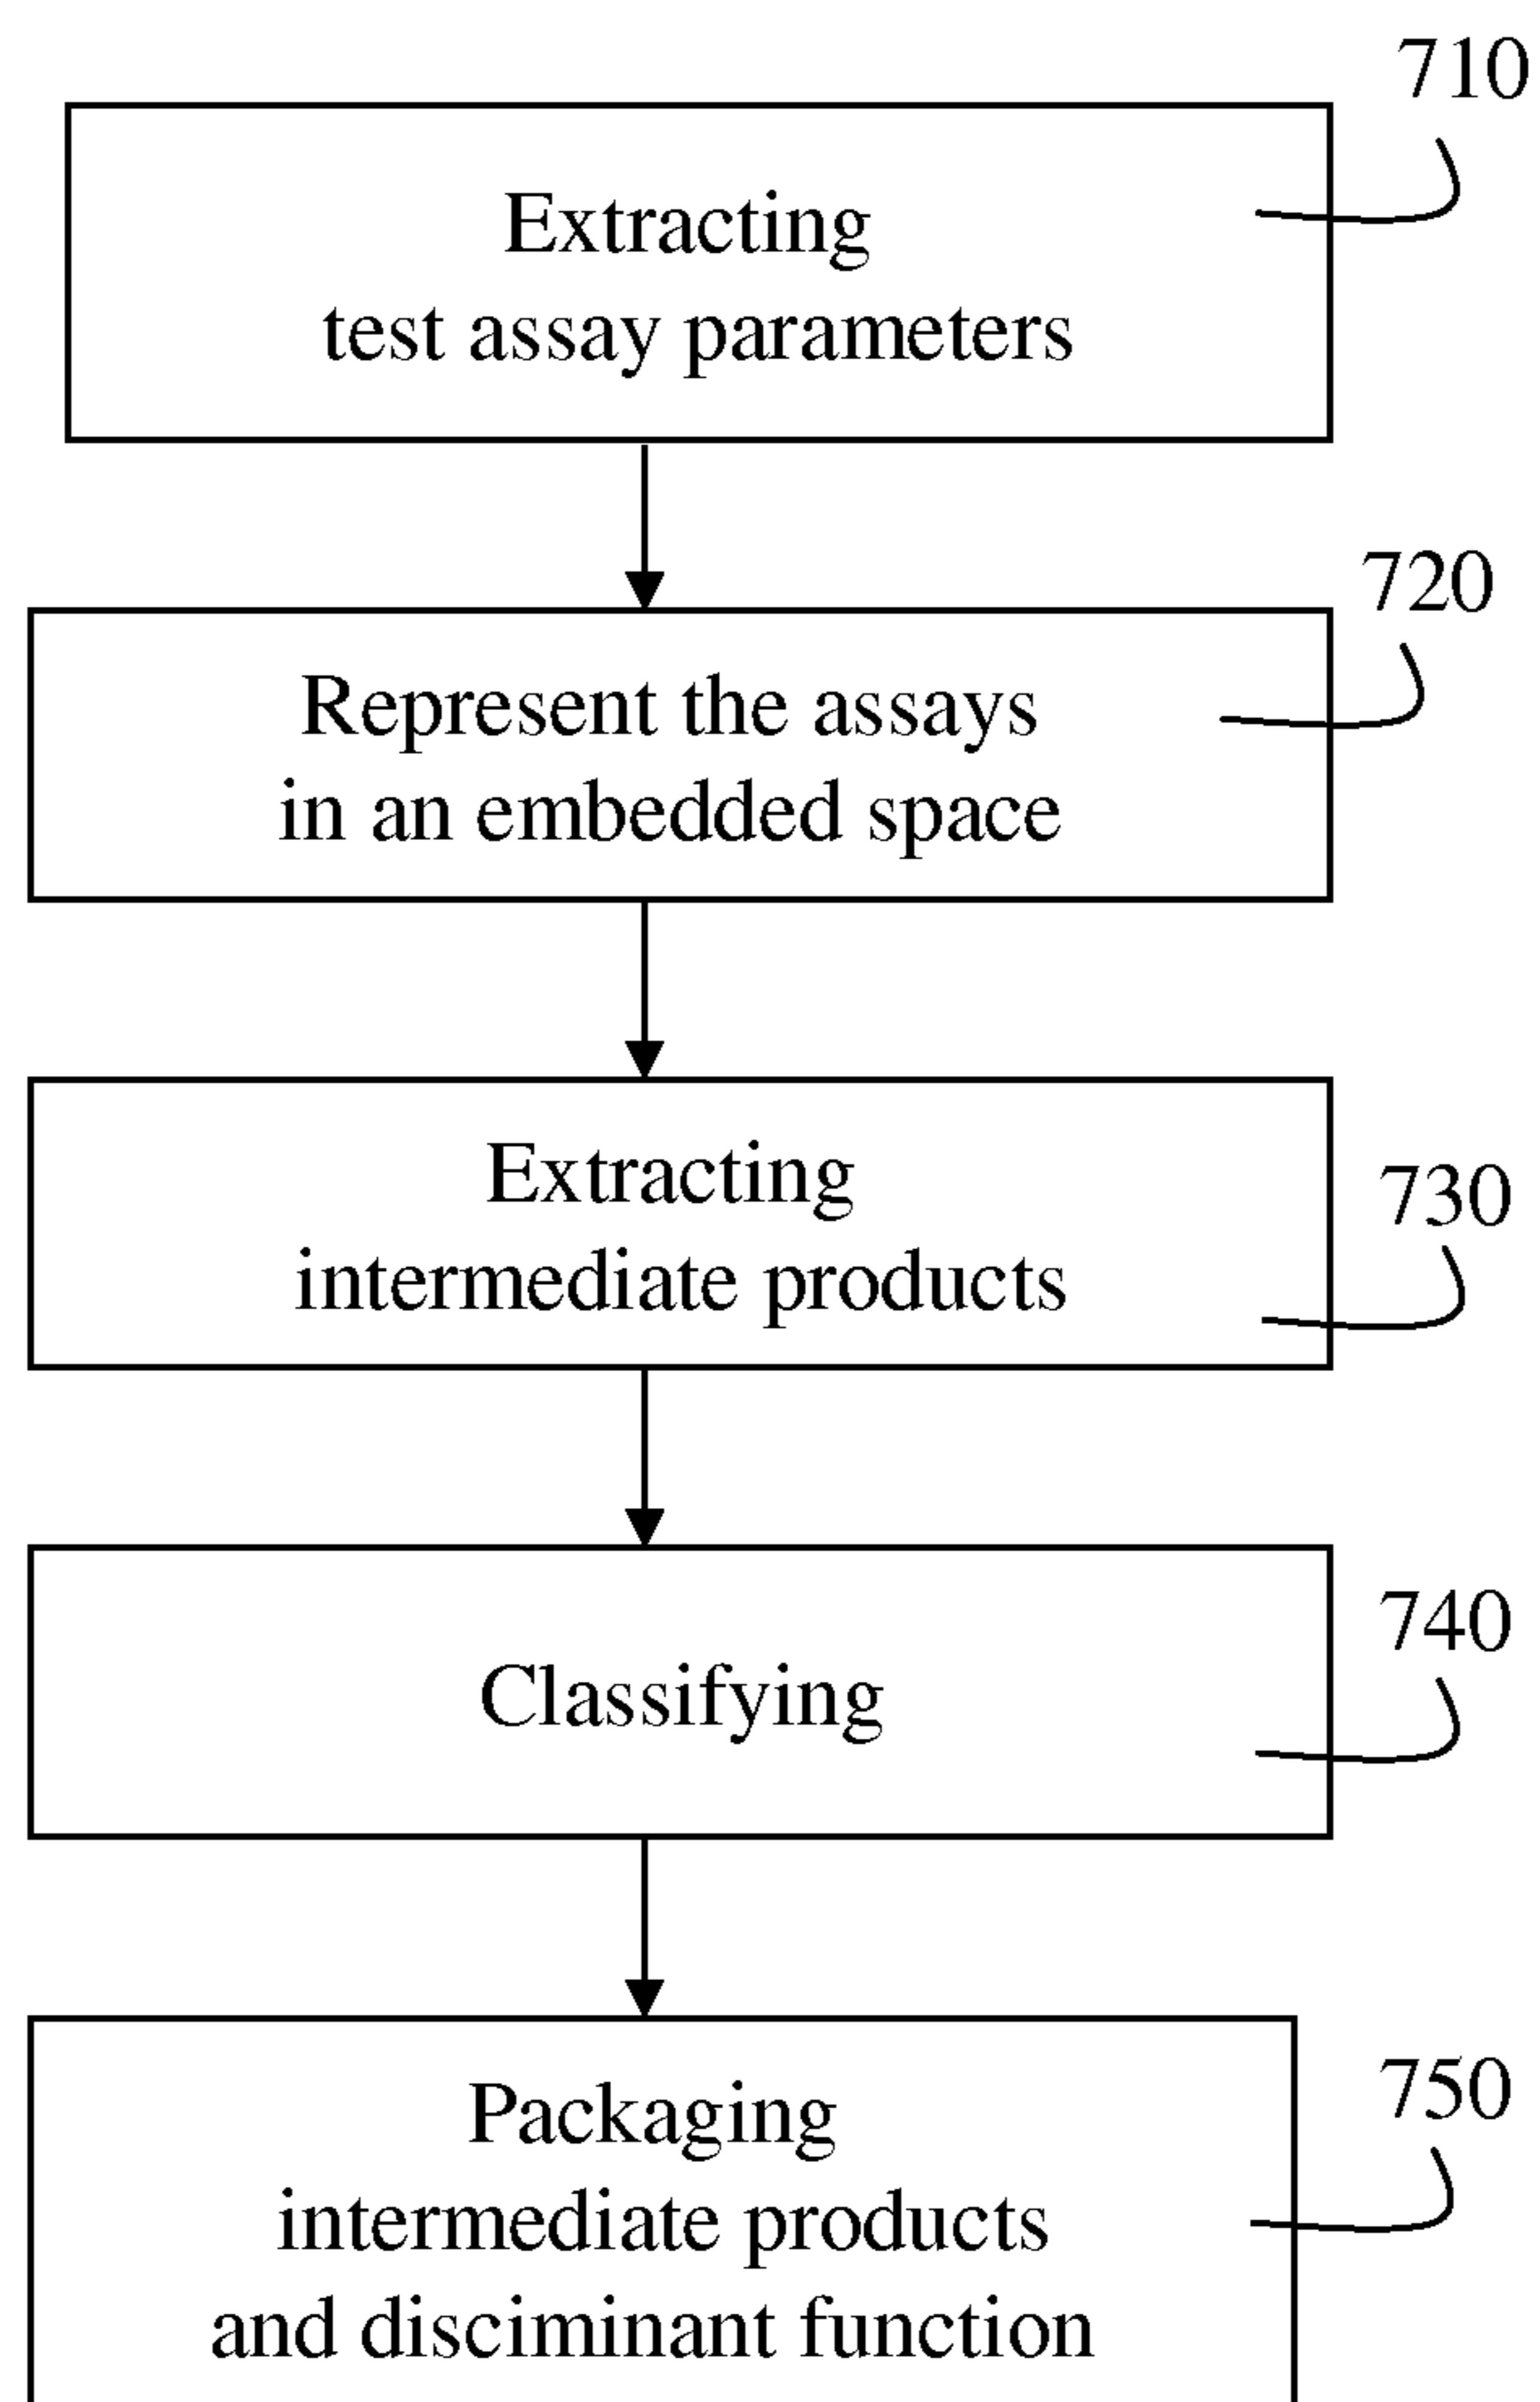 710
Extracting
test assay parameters
720
Represent the assays
in an embedded space
730
Extracting
intermediate products
740
Classifying
750
Packaging
intermediate products
and disciminant function